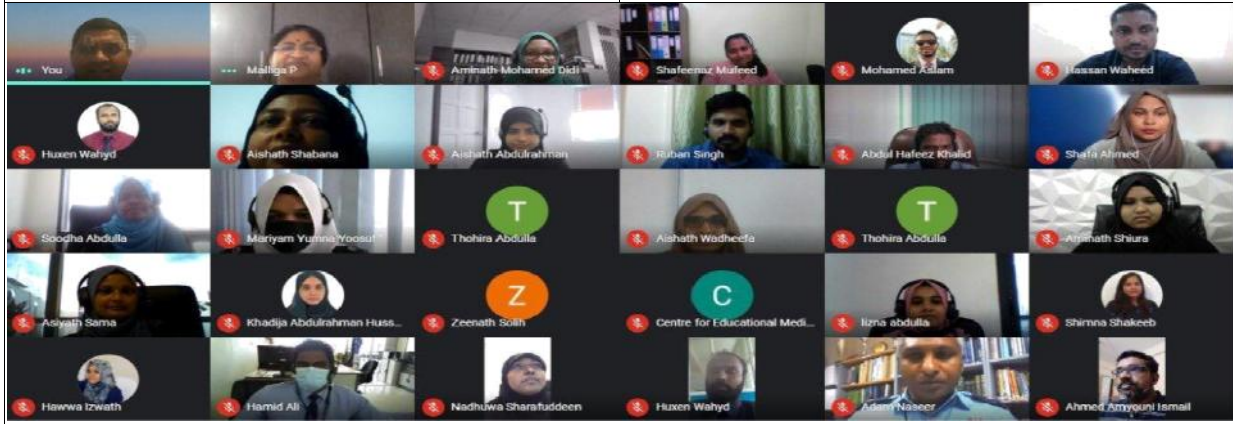 You
Malliga P
Aminath Mohamed Didi
Shafeenaz Mufeed
Mohamed Aslam
Hassan Waheed
Huxen Wahyd
Aishath Shabana
Aishath Abdulrahman
Ruban Singh
Abdul Hafeez Khalid
Shafa Ahmed
Soodha Abdulla
Mariyam Yumna Yoosuf
T
Thohira Abdulla
Aishath Wadheefa
T
Thohira Abdulla
Aminath Shiura
Asiyath Sama
Khadija Abdulrahman Huss...
Z
Zeenath Solih
C
Centre for Educational Medi...
lizna abdulla
Shimna Shakeeb
Hawwa Izwath
Hamid Ali
Nadhuwa Sharafuddeen
Huxen Wahyd
Adam Naseer
Ahmed Amyouni Ismail